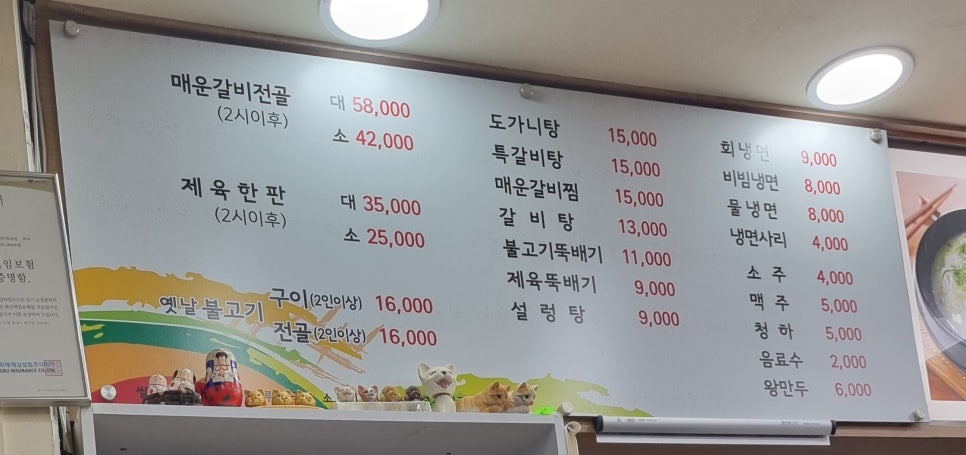 매운갈비전골 대 58,000
(2시이후) 소 42,000
제육한판 대 35,000
(2시이후) 소 25,000
옛날불고기 구이(2인이상) 16,000
전골(2인이상) 16,000
도가니탕 15,000
특갈비탕 15,000
매운갈비찜 15,000
갈비탕 13,000
불고기뚝배기 11,000
제육뚝배기 9,000
설렁탕 9,000
회냉면 9,000
비빔냉면 8,000
물냉면 8,000
냉면사리 4,000
소주 4,000
맥주 5,000
청하 5,000
음료수 2,000
왕만두 6,000